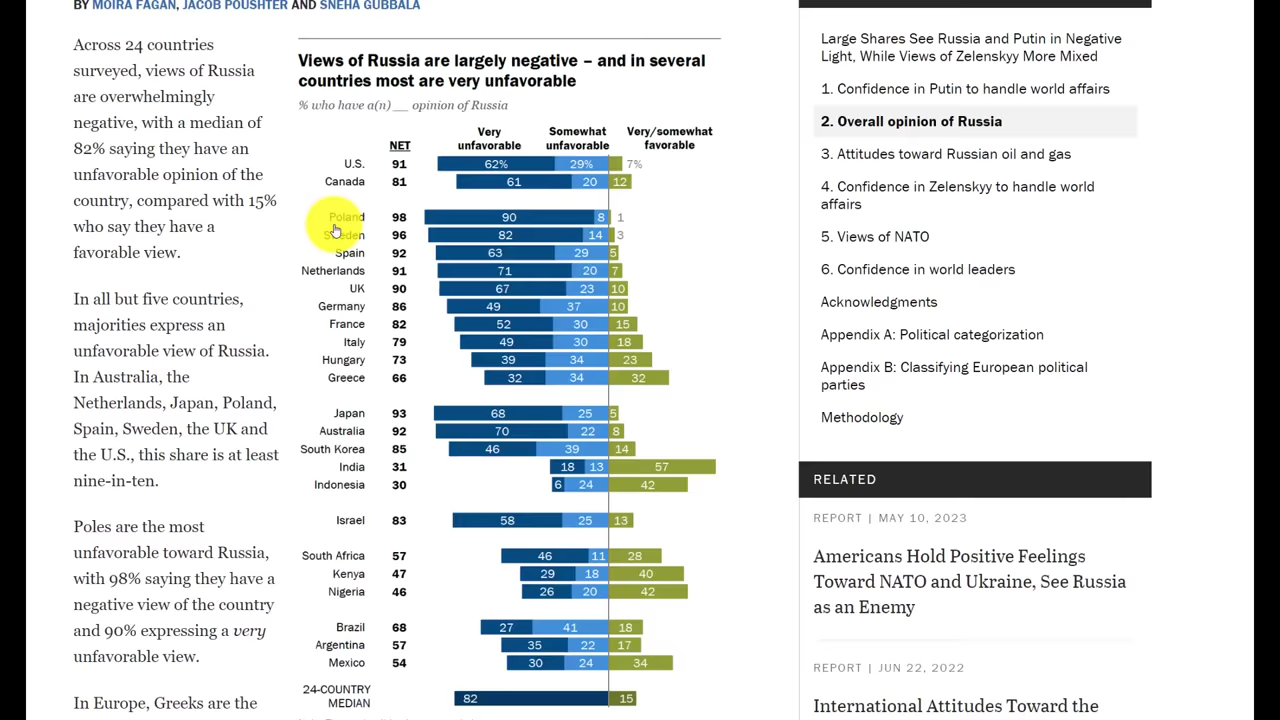 BY MOIRA FAGAN, JACOB POUSHTER AND SNEHA GUBBALA
Across 24 countries
surveyed, views of Russia
are overwhelmingly
negative, with a median of
82% saying they have an
unfavorable opinion of the
country, compared with 15%
who say they have a
favorable view.
In all but five countries,
majorities express an
unfavorable view of Russia.
In Australia, the
Netherlands, Japan, Poland,
Spain, Sweden, the UK and
the U.S., this share is at least
nine-in-ten.
Poles are the most
unfavorable toward Russia,
with 98% saying they have a
negative view of the country
and 90% expressing a very
unfavorable view.
In Europe, Greeks are the
Views of Russia are largely negative – and in several
countries most are very unfavorable
% who have a(n) __ opinion of Russia
NET Very unfavorable Somewhat unfavorable Very/somewhat favorable
U.S. 91 62% 29% 7%
Canada 81 61 20 12
Poland 98 90 8 1
Sweden 96 82 14 3
Spain 92 63 29 5
Netherlands 91 71 20 7
UK 90 67 23 10
Germany 86 49 37 10
France 82 52 30 15
Italy 79 49 30 18
Hungary 73 39 34 23
Greece 66 32 34 32
Japan 93 68 25 5
Australia 92 70 22 8
South Korea 85 46 39 14
India 31 18 13 57
Indonesia 30 6 24 42
Israel 83 58 25 13
South Africa 57 46 11 28
Kenya 47 29 18 40
Nigeria 46 26 20 42
Brazil 68 27 41 18
Argentina 57 35 22 17
Mexico 54 30 24 34
24-COUNTRY
MEDIAN 82 15
Large Shares See Russia and Putin in Negative
Light, While Views of Zelenskyy More Mixed
1. Confidence in Putin to handle world affairs
2. Overall opinion of Russia
3. Attitudes toward Russian oil and gas
4. Confidence in Zelenskyy to handle world
affairs
5. Views of NATO
6. Confidence in world leaders
Acknowledgments
Appendix A: Political categorization
Appendix B: Classifying European political
parties
Methodology
RELATED
REPORT | MAY 10, 2023
Americans Hold Positive Feelings
Toward NATO and Ukraine, See Russia
as an Enemy
REPORT | JUN 22, 2022
International Attitudes Toward the